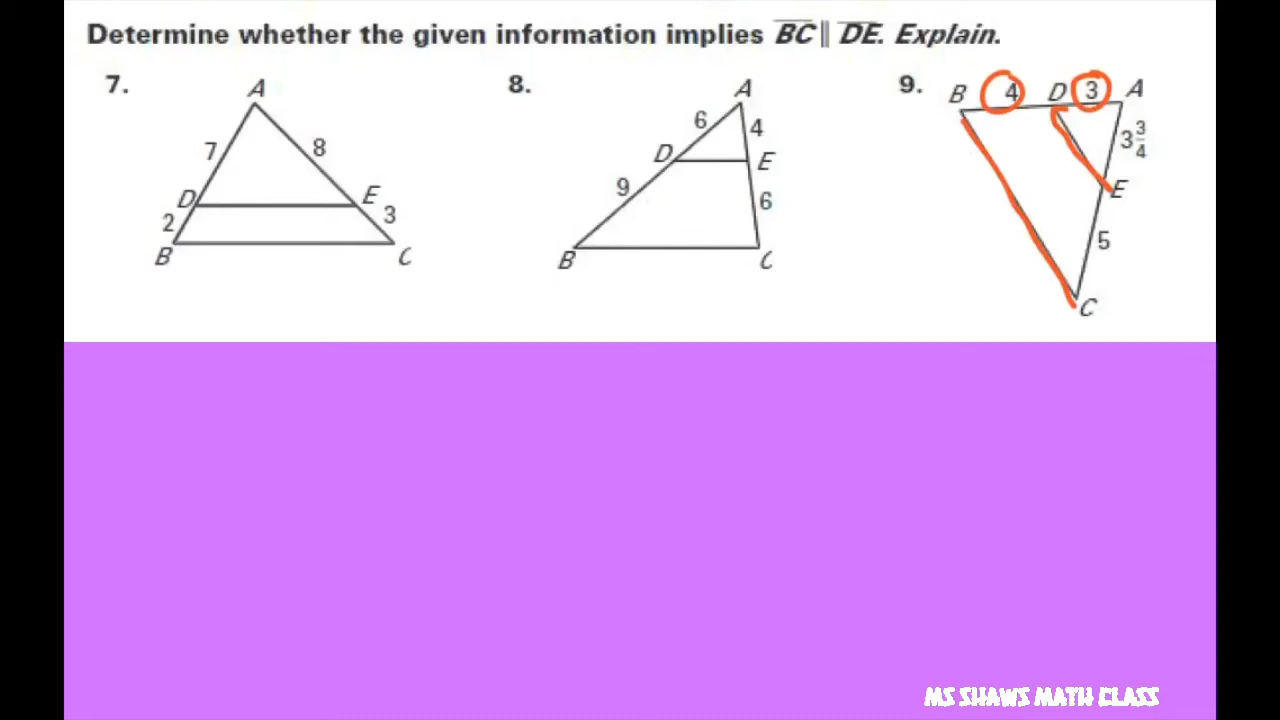 Determine whether the given information implies BC ∥ DE. Explain.
7.
A
7
8
D
E
2
3
B
C
8.
A
6
4
D
E
9
6
B
C
9.
B 4 D 3 A
3 3/4
E
5
C
MS SHAWS MATH CLASS